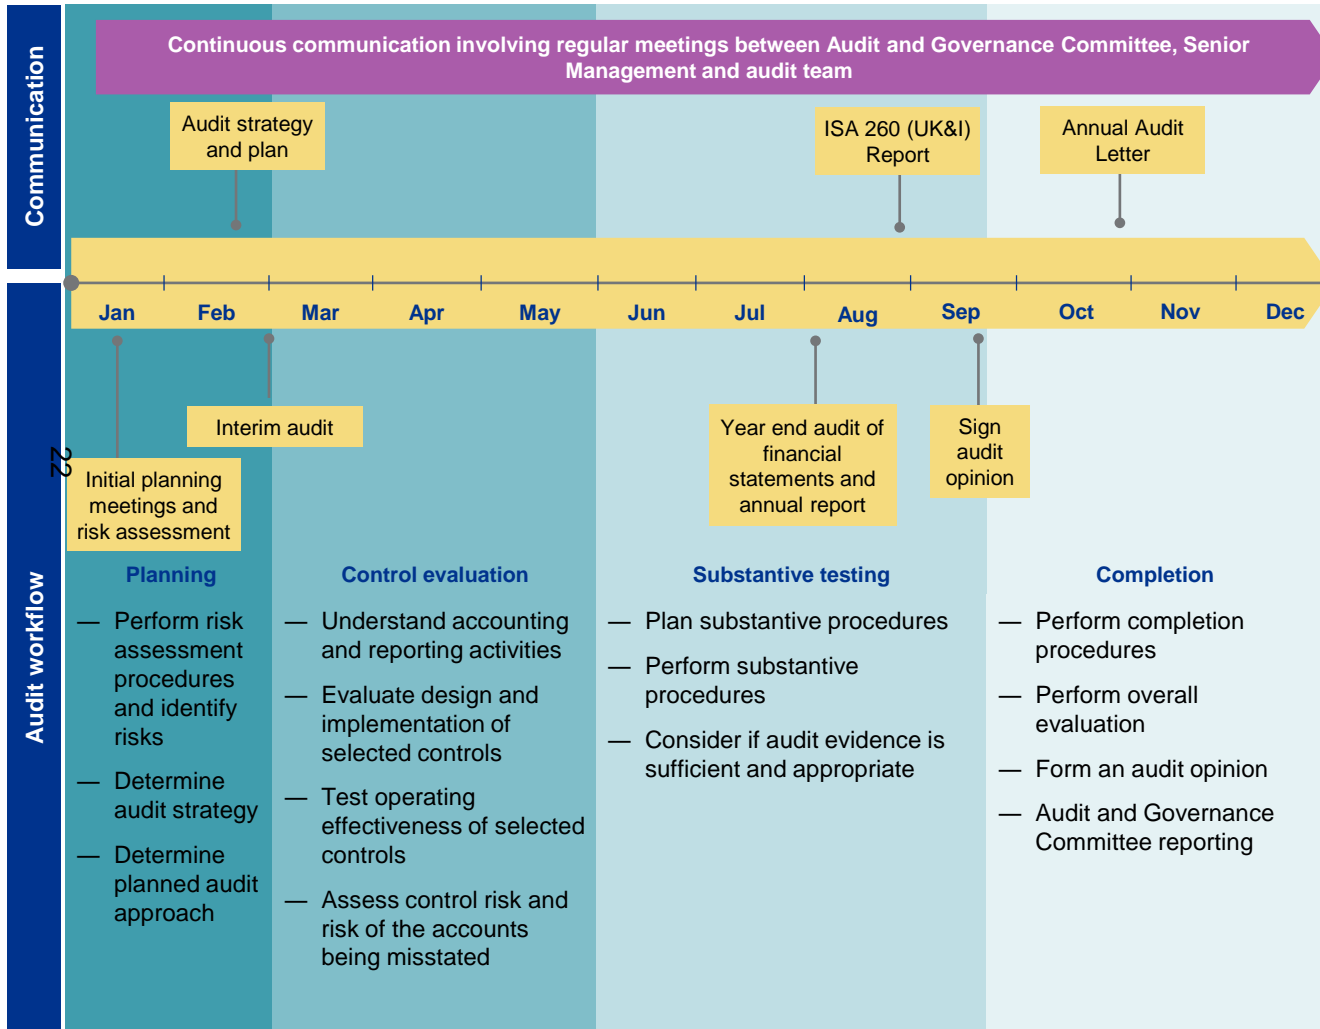 Communication
Continuous communication involving regular meetings between Audit and Governance Committee, Senior
Management and audit team
Audit strategy
and plan
ISA 260 (UK&I)
Report
Annual Audit
Letter
Jan Feb Mar Apr May Jun Jul Aug Sep Oct Nov Dec
Audit workflow
Initial planning
meetings and
risk assessment
Interim audit
Year end audit of
financial
statements and
annual report
Sign
audit
opinion
22
Planning
— Perform risk
assessment
procedures
and identify
risks
— Determine
audit strategy
— Determine
planned audit
approach
Control evaluation
— Understand accounting
and reporting activities
— Evaluate design and
implementation of
selected controls
— Test operating
effectiveness of selected
controls
— Assess control risk and
risk of the accounts
being misstated
Substantive testing
— Plan substantive procedures
— Perform substantive
procedures
— Consider if audit evidence is
sufficient and appropriate
Completion
— Perform completion
procedures
— Perform overall
evaluation
— Form an audit opinion
— Audit and Governance
Committee reporting